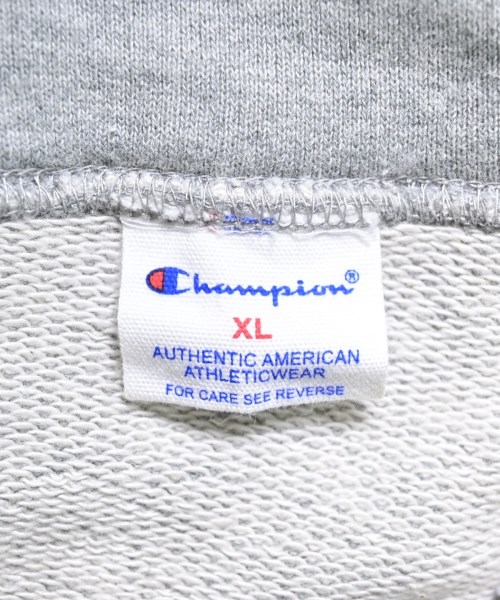 Champion®
XL
AUTHENTIC AMERICAN
ATHLETICWEAR
FOR CARE SEE REVERSE